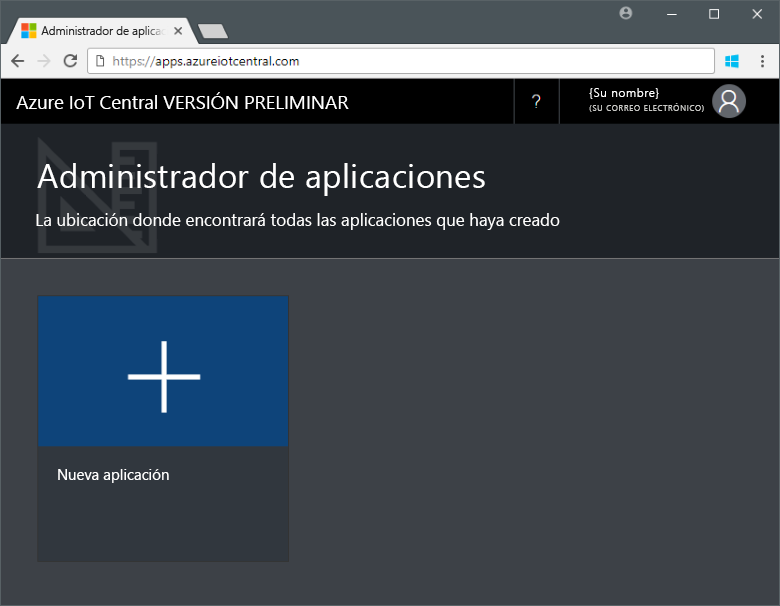 Administrador de aplica
https://apps.azureiotcentral.com
Azure IoT Central VERSIÓN PRELIMINAR
?
{Su nombre}
(SU CORREO ELECTRÓNICO)
Administrador de aplicaciones
La ubicación donde encontrará todas las aplicaciones que haya creado
Nueva aplicación